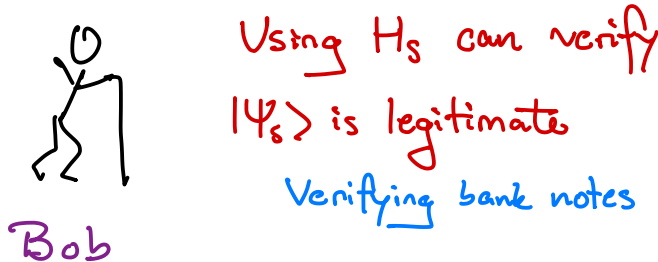 Using Hₛ can verify
|Ψₛ> is legitimate
Verifying bank notes
Bob